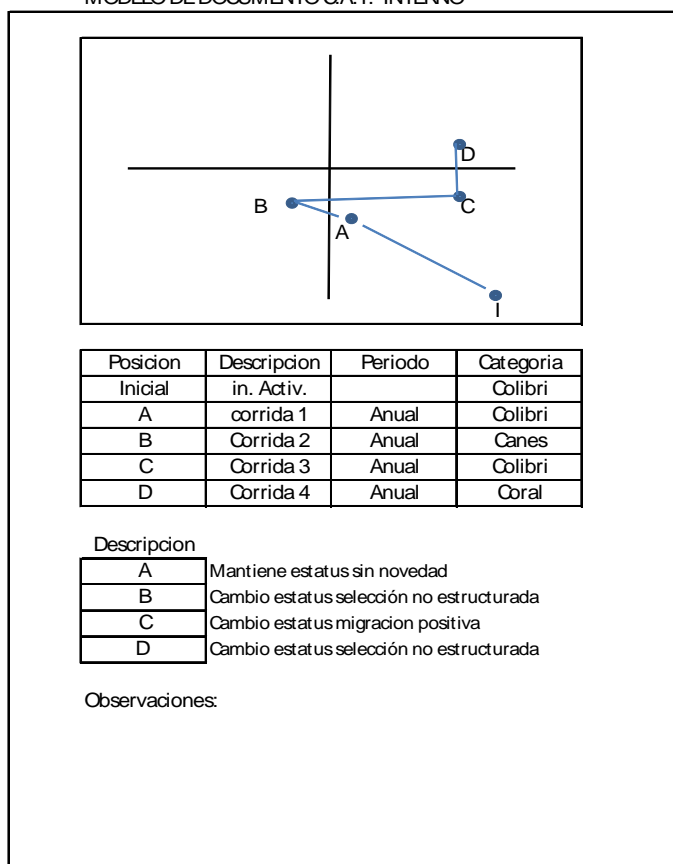 D
B
C
A
I
Posicion Descripcion Periodo Categoria
Inicial in. Activ. Colibri
A corrida 1 Anual Colibri
B Corrida 2 Anual Canes
C Corrida 3 Anual Colibri
D Corrida 4 Anual Coral
Descripcion
A Mantiene estatus sin novedad
B Cambio estatus selección no estructurada
C Cambio estatus migracion positiva
D Cambio estatus selección no estructurada
Observaciones: